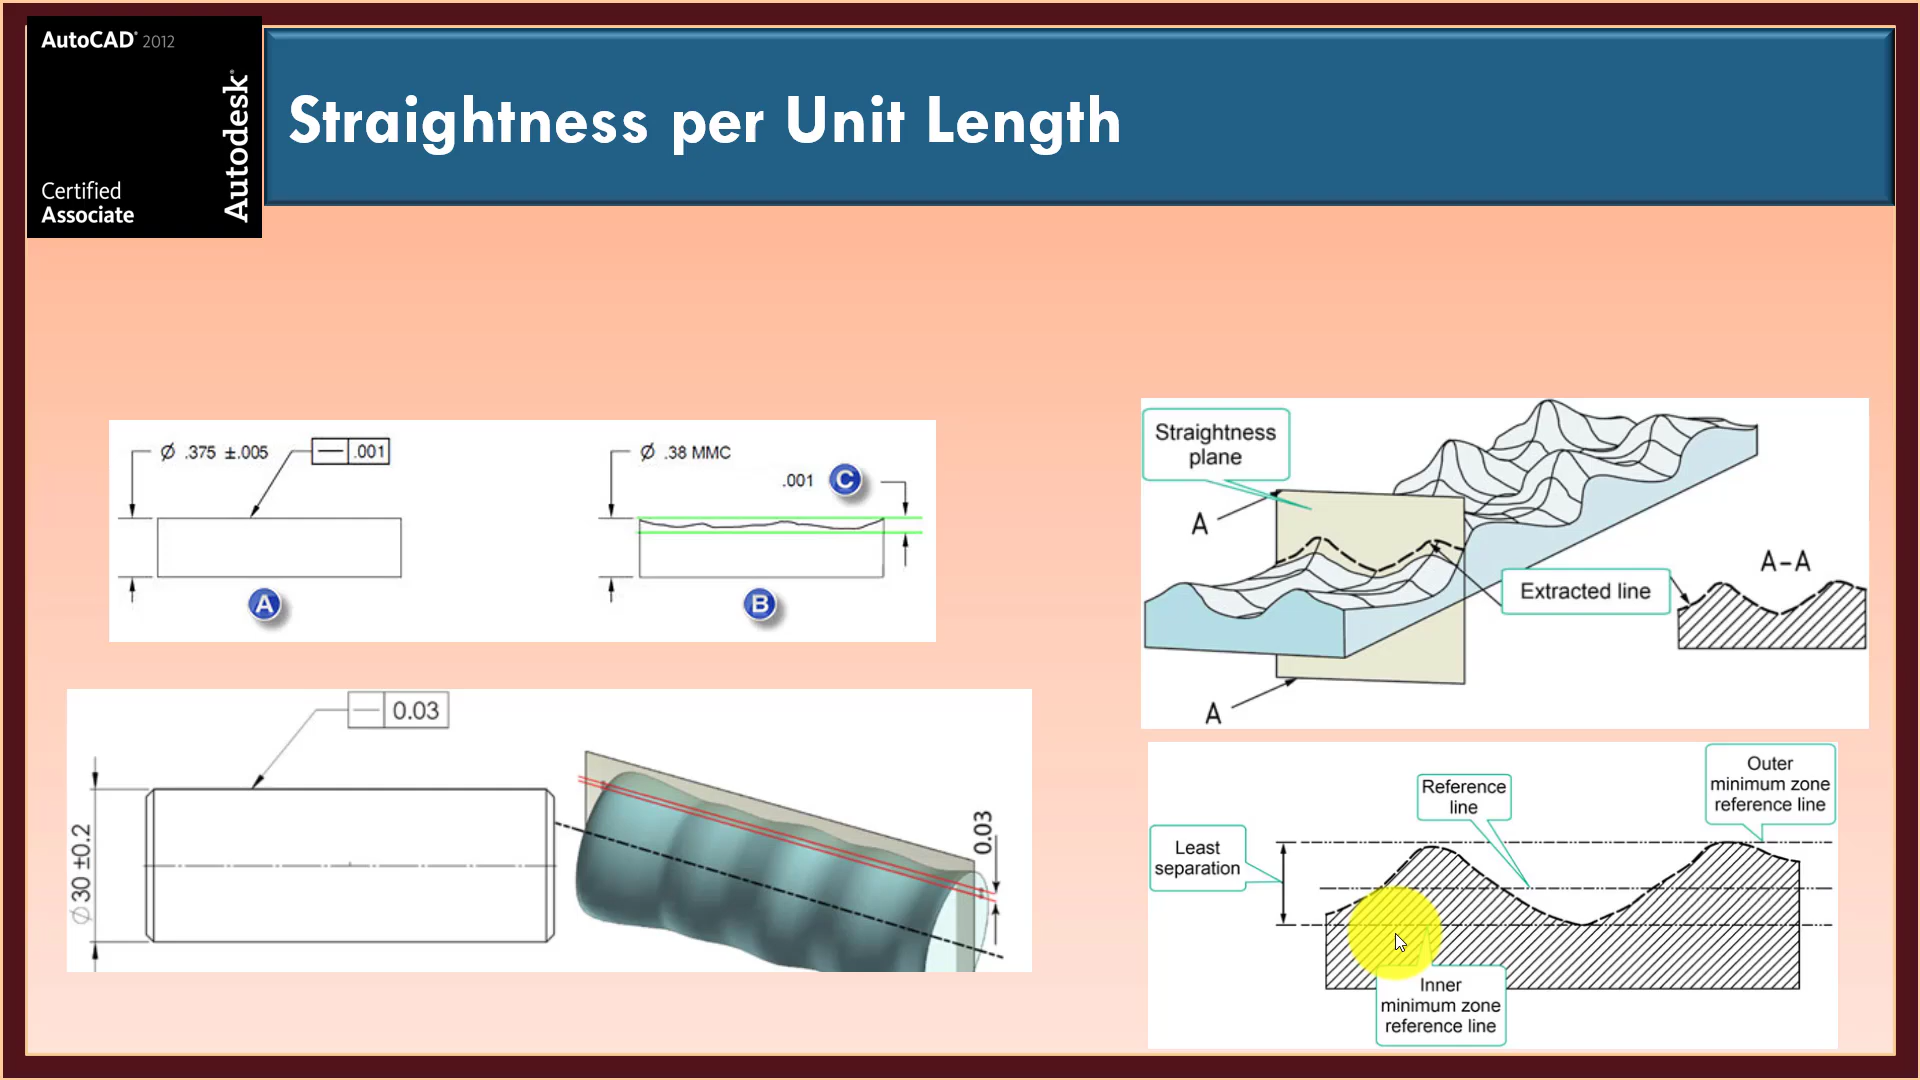 AutoCAD® 2012
Autodesk®
Certified
Associate
Straightness per Unit Length
Ø .375 ±.005
— .001
A
Ø .38 MMC
.001
C
B
Straightness
plane
A
A
Extracted line
A–A
— 0.03
Ø 30 ±0.2
0.03
Least
separation
Reference
line
Outer
minimum zone
reference line
Inner
minimum zone
reference line